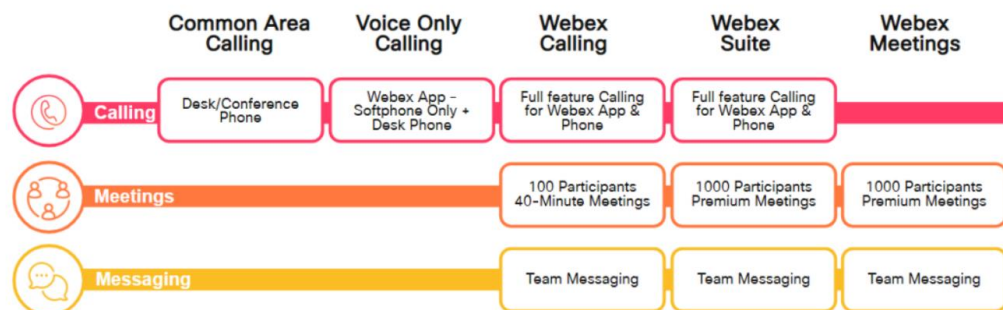 Common Area
Calling
Voice Only
Calling
Webex
Calling
Webex
Suite
Webex
Meetings
Calling
Desk/Conference
Phone
Webex App –
Softphone Only +
Desk Phone
Full feature Calling
for Webex App &
Phone
Full feature Calling
for Webex App &
Phone
Meetings
100 Participants
40-Minute Meetings
1000 Participants
Premium Meetings
1000 Participants
Premium Meetings
Messaging
Team Messaging
Team Messaging
Team Messaging